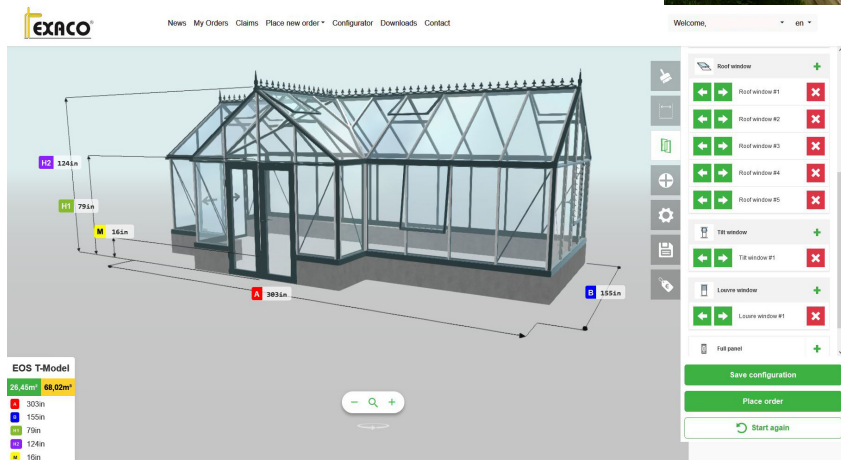 EXACO®
News My Orders Claims Place new order Configurator Downloads Contact
Welcome, en
H2 124in
H1 79in
M 16in
A 303in
B 155in
EOS T-Model
26,45m² 68,02m²
A 303in
B 155in
H1 79in
H2 124in
M 16in
Roof window
Roof window #1
Roof window #2
Roof window #3
Roof window #4
Roof window #5
Tilt window
Tilt window #1
Louvre window
Louvre window #1
Full panel
Save configuration
Place order
Start again